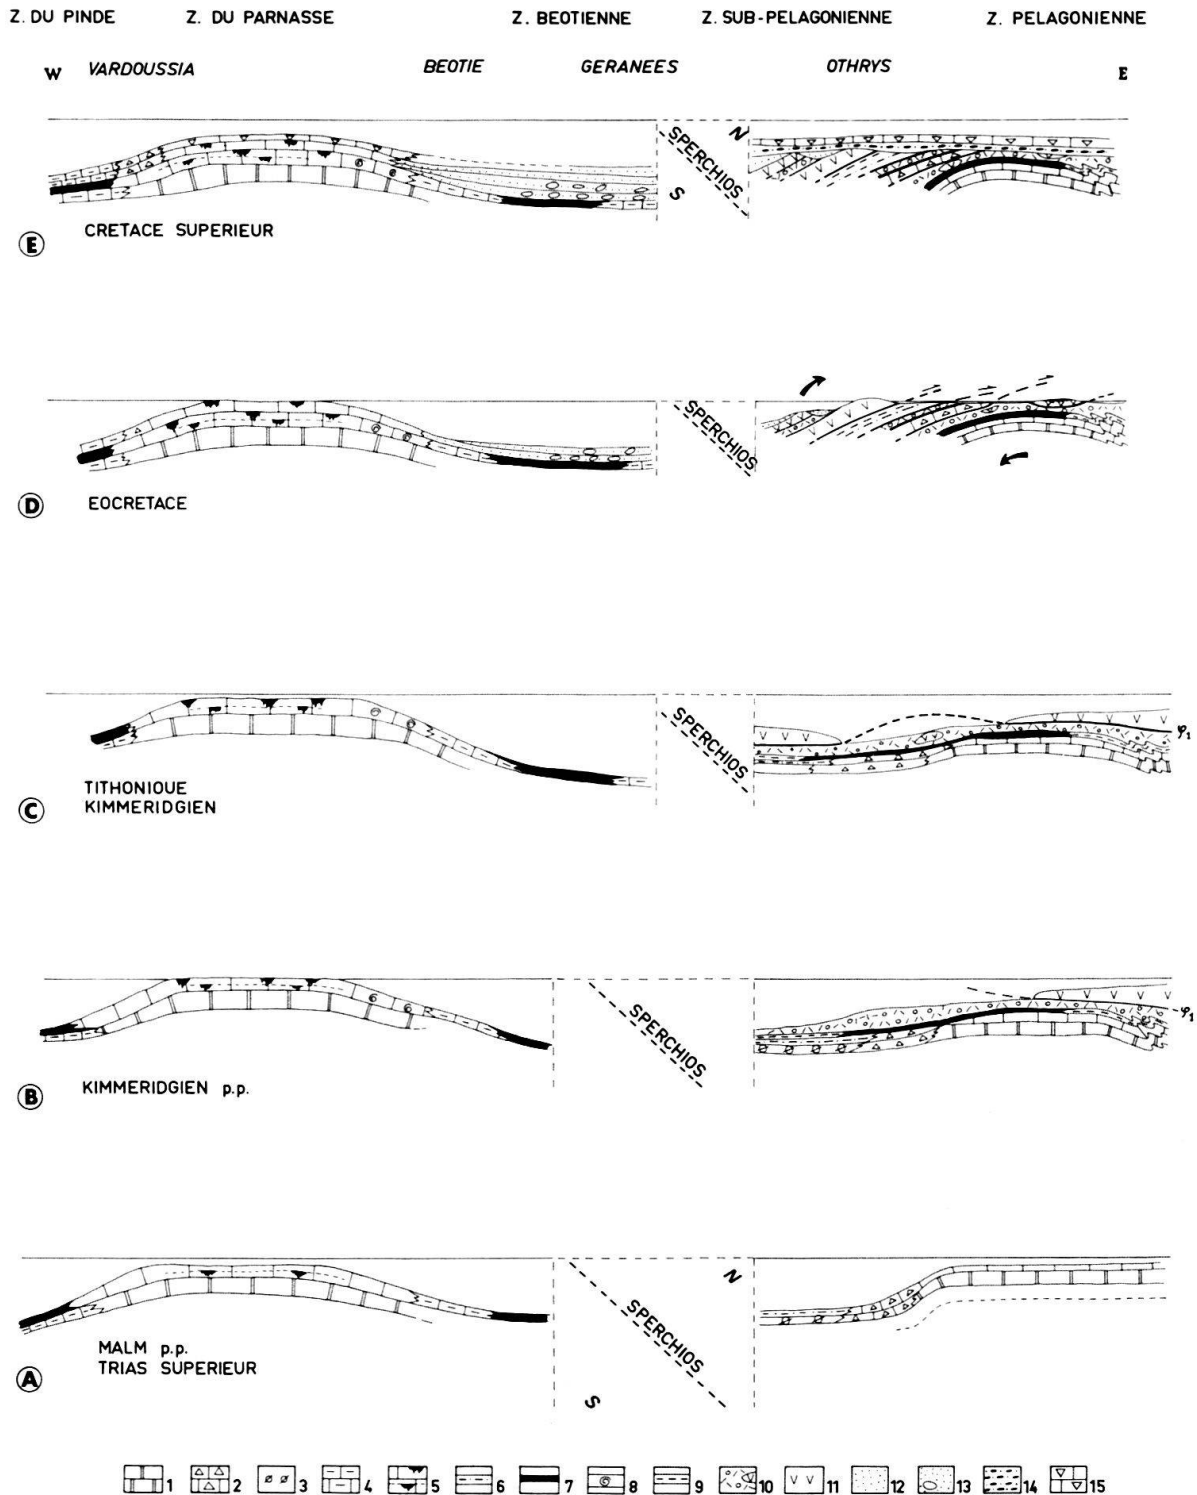 Z. DU PINDE Z. DU PARNASSE Z. BEOTIENNE Z. SUB-PELAGONIENNE Z. PELAGONIENNE
W VARDOUSSIA BEOTIE GERANEES OTHRYS E
N
SPERCHIOS
S
E CRETACE SUPERIEUR
SPERCHIOS
D EOCRETACE
SPERCHIOS
φ1
C TITHONIQUE
KIMMERIDGIEN
SPERCHIOS
φ1
B KIMMERIDGIEN p.p.
N
SPERCHIOS
S
A MALM p.p.
TRIAS SUPERIEUR
1 2 3 4 5 6 7 8 9 10 11 12 13 14 15